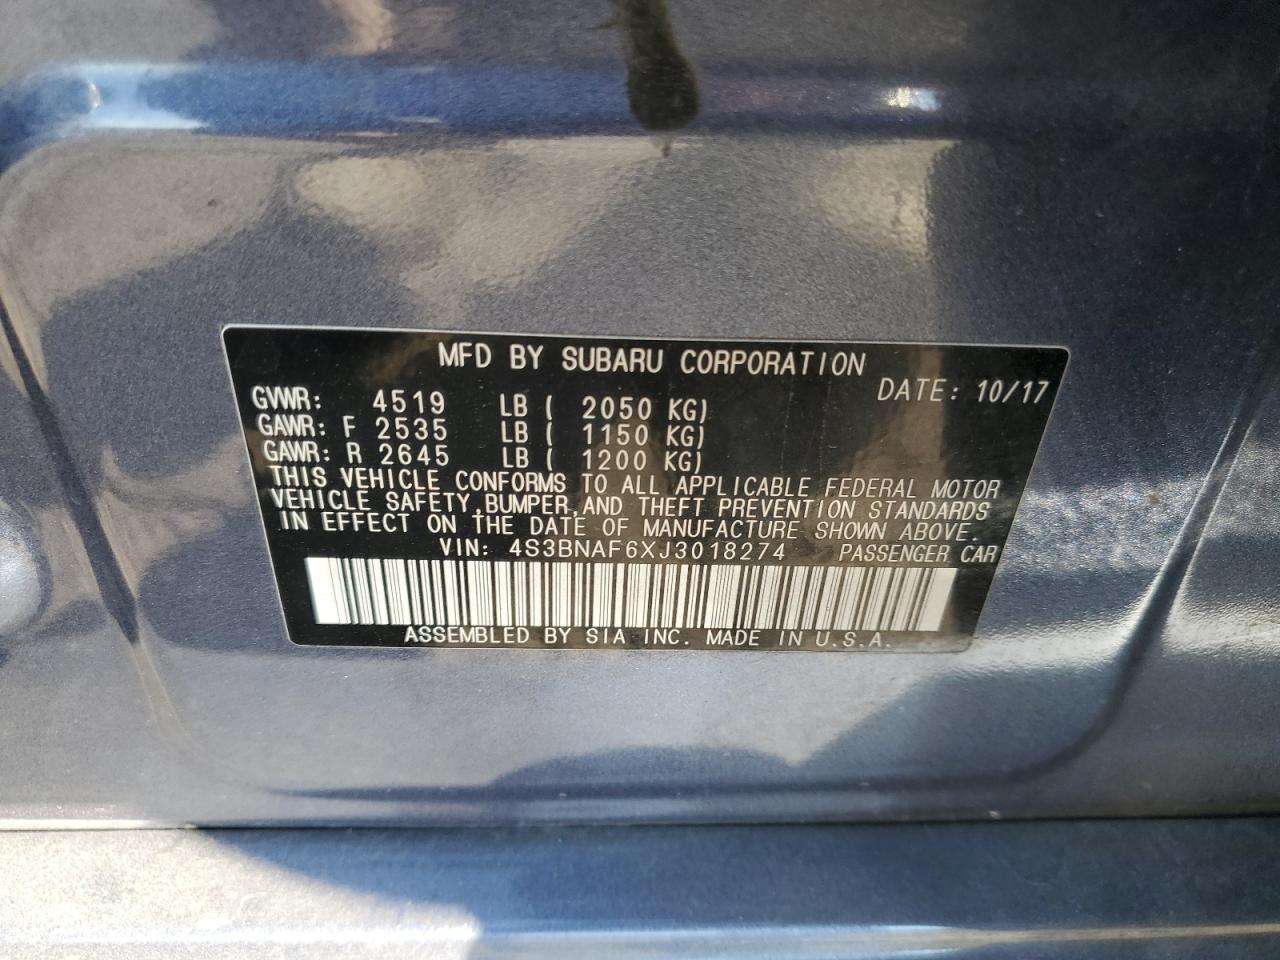 MFD BY SUBARU CORPORATION
DATE: 10/17
GVWR: 4519 LB ( 2050 KG)
GAWR: F 2535 LB ( 1150 KG)
GAWR: R 2645 LB ( 1200 KG)
THIS VEHICLE CONFORMS TO ALL APPLICABLE FEDERAL MOTOR
VEHICLE SAFETY,BUMPER,AND THEFT PREVENTION STANDARDS
IN EFFECT ON THE DATE OF MANUFACTURE SHOWN ABOVE.
VIN: 4S3BNAF6XJ3018274 PASSENGER CAR
ASSEMBLED BY SIA INC. MADE IN U.S.A.